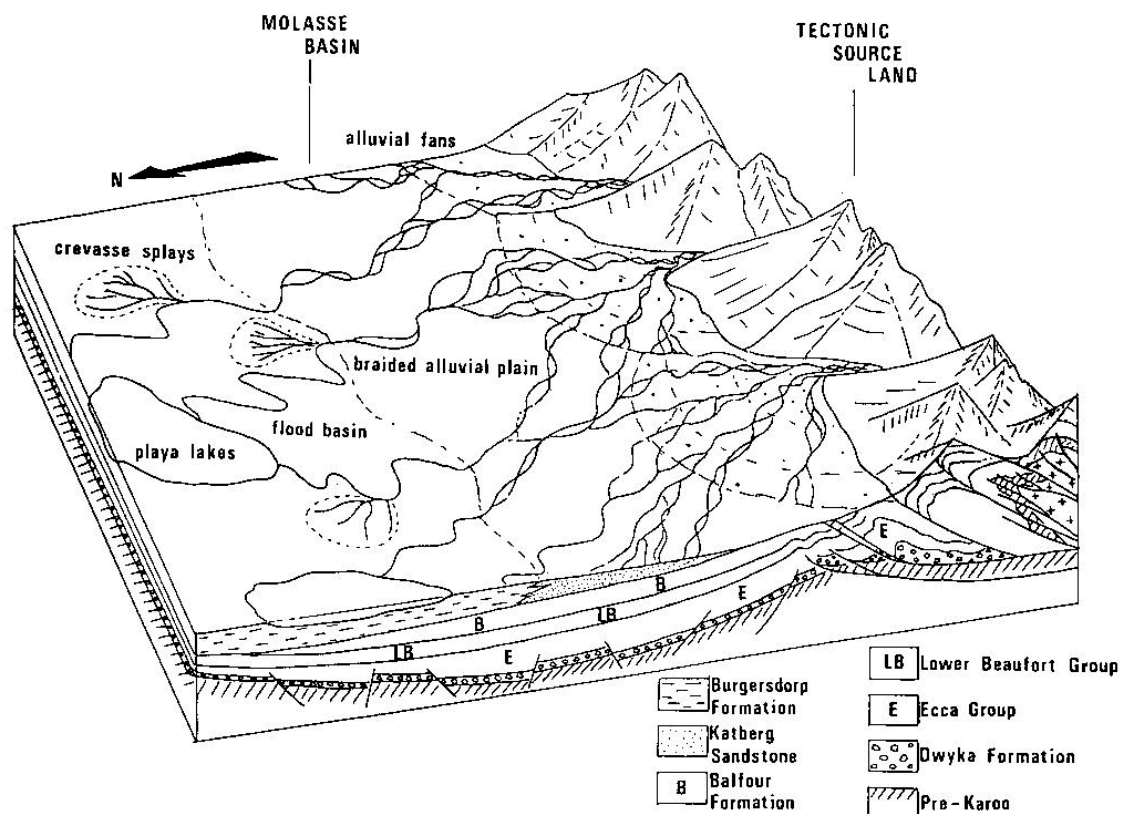 MOLASSE
BASIN
TECTONIC
SOURCE
LAND
alluvial fans
N
crevasse splays
braided alluvial plain
flood basin
playa lakes
E
B
LB
E
B
LB
E
Burgersdorp
Formation
Katberg
Sandstone
B Balfour
Formation
LB Lower Beaufort Group
E Ecca Group
Dwyka Formation
Pre-Karoo